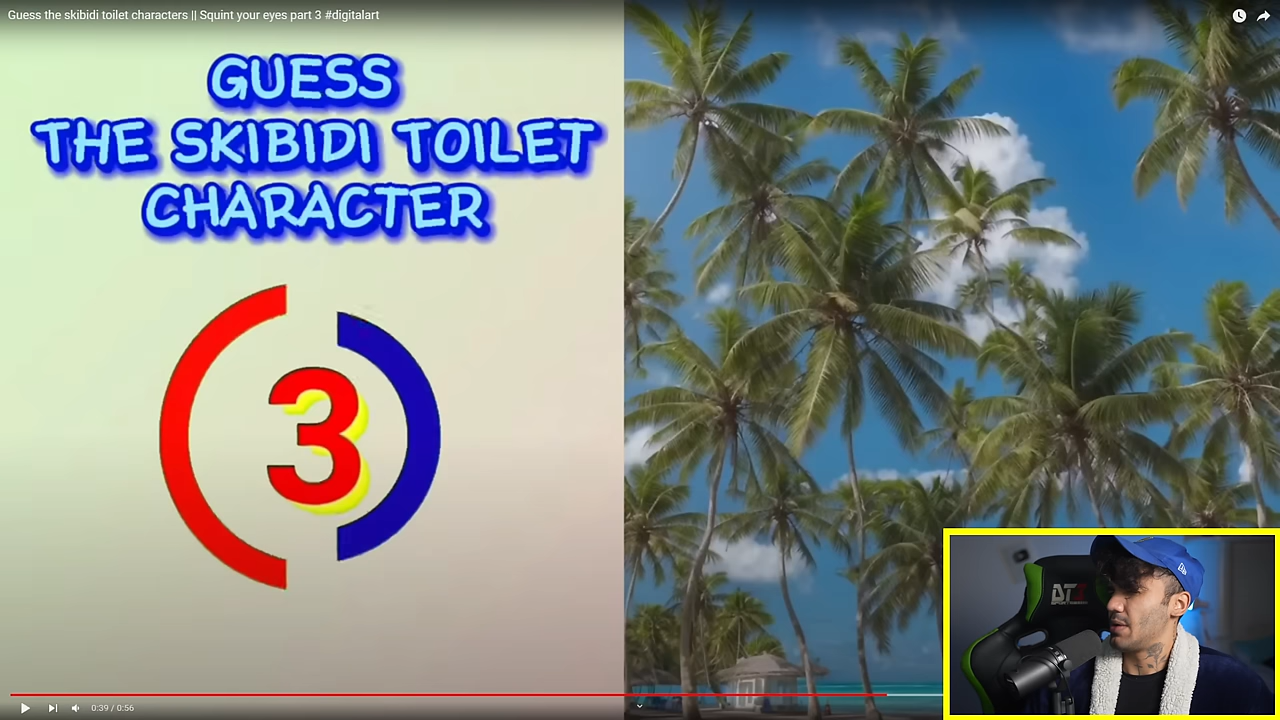 Guess the skibidi toilet characters || Squint your eyes part 3 #digitalart
GUESS
THE SKIBIDI TOILET
CHARACTER
3
0:39 / 0:56